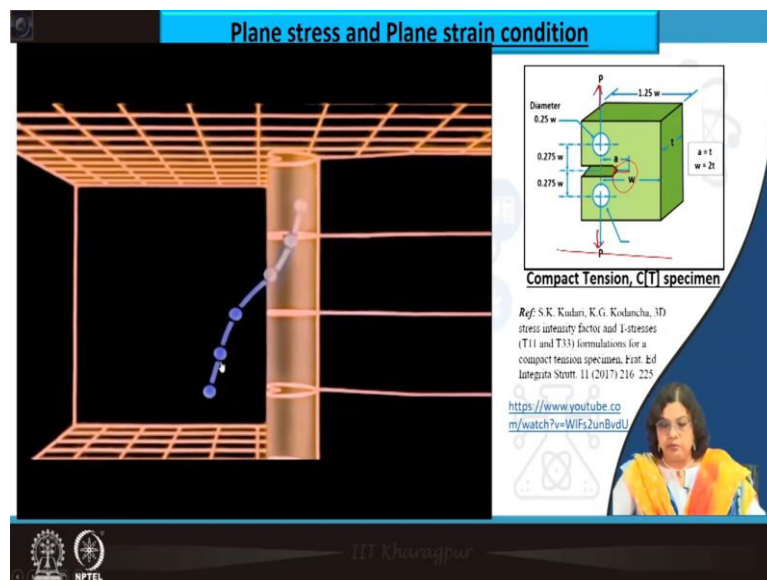 Plane stress and Plane strain condition
P
1.25 w
Diameter
0.25 w
0.275 w
a
t
a = t
w = 2t
0.275 w
w
P
Compact Tension, C[T] specimen
Ref: S.K. Kudari, K.G. Kodancha, 3D
stress intensity factor and T-stresses
(T11 and T33) formulations for a
compact tension specimen, Frat. Ed
Integrita Strutt. 11 (2017) 216 225
https://www.youtube.co
m/watch?v=WlFs2unBvdU
IIT Kharagpur
NPTEL